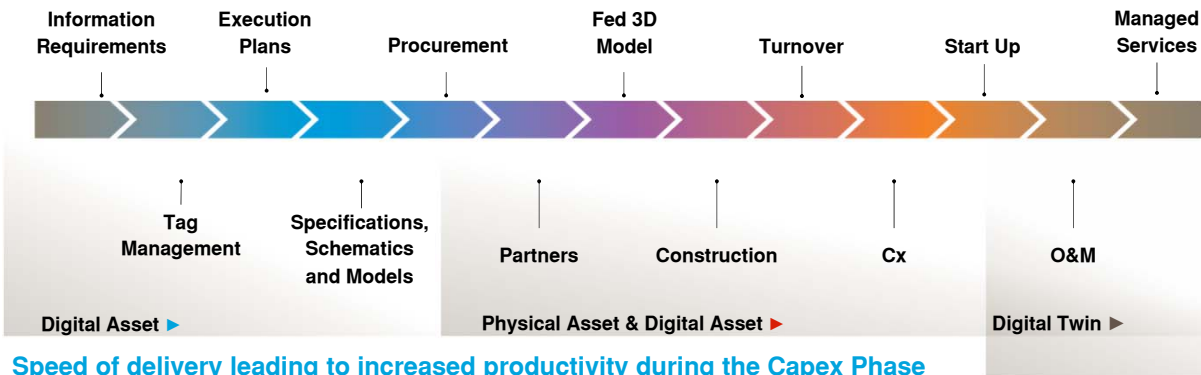 Information
Requirements
Execution
Plans
Procurement
Fed 3D
Model
Turnover
Start Up
Managed
Services
Tag
Management
Specifications,
Schematics
and Models
Partners
Construction
Cx
O&M
Digital Asset
Physical Asset & Digital Asset
Digital Twin
Speed of delivery leading to increased productivity during the Capex Phase